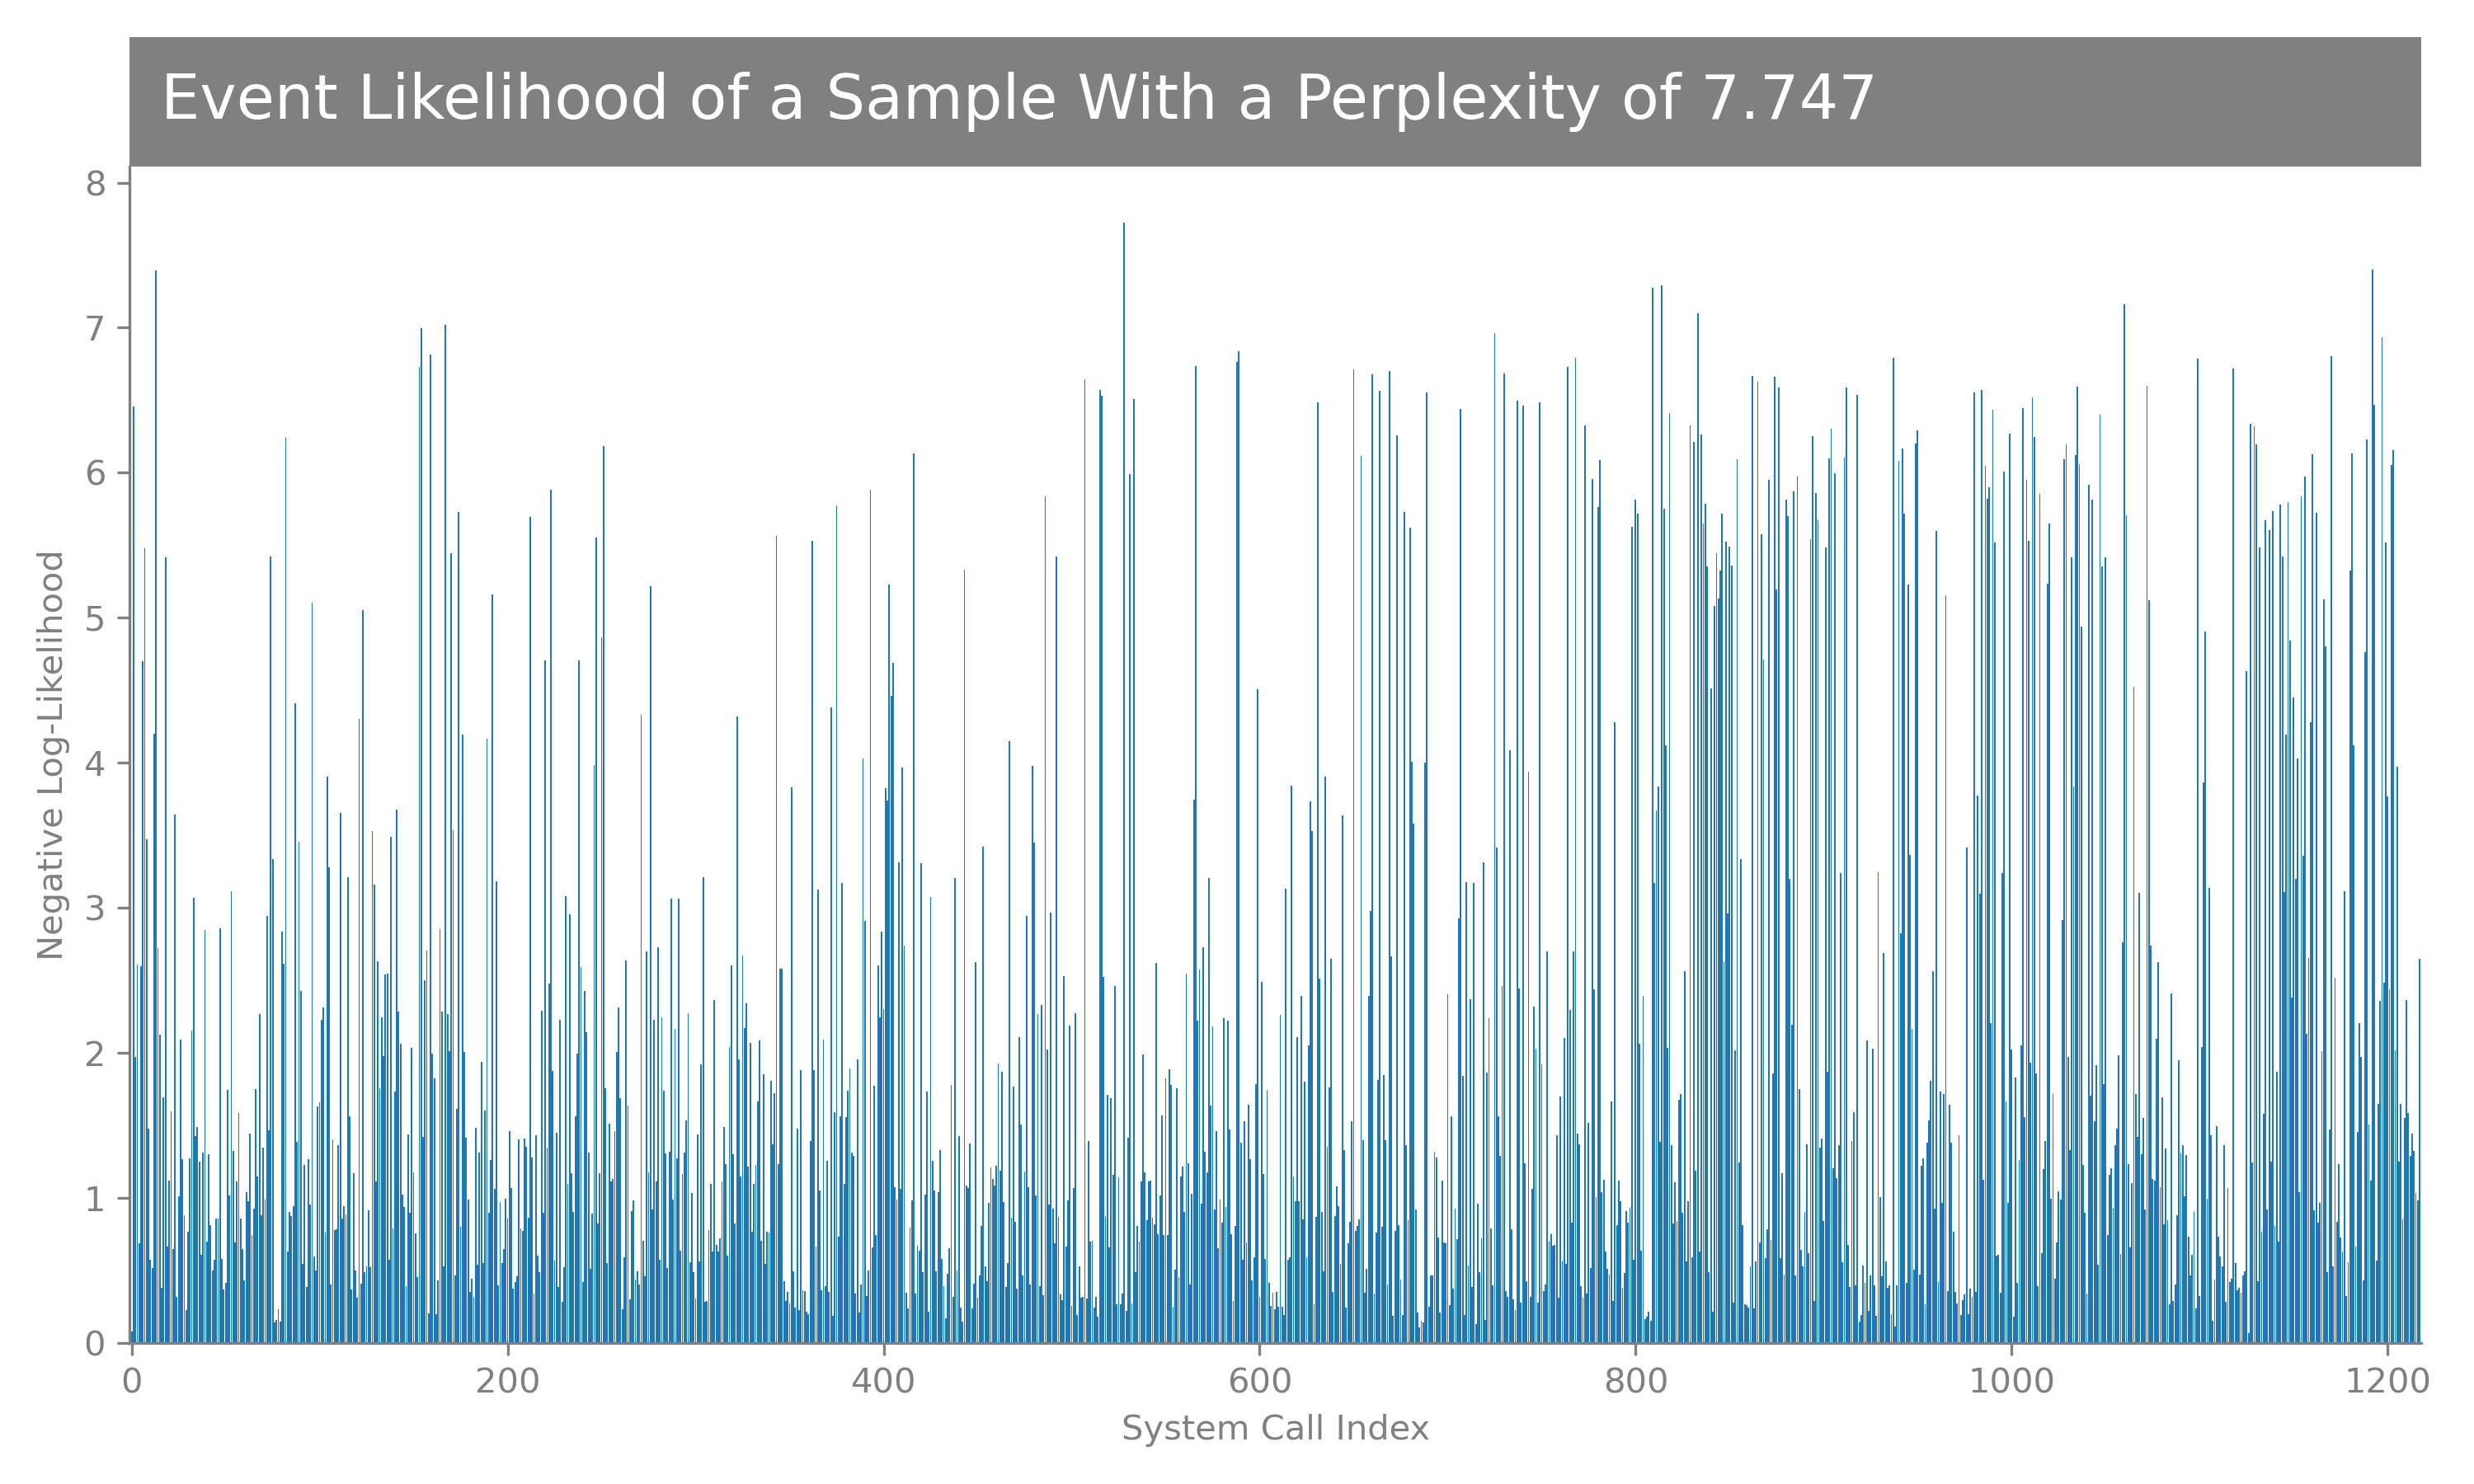 Event Likelihood of a Sample With a Perplexity of 7.747
8
7
6
5
4
3
2
1
0
Negative Log-Likelihood
0 200 400 600 800 1000 1200
System Call Index